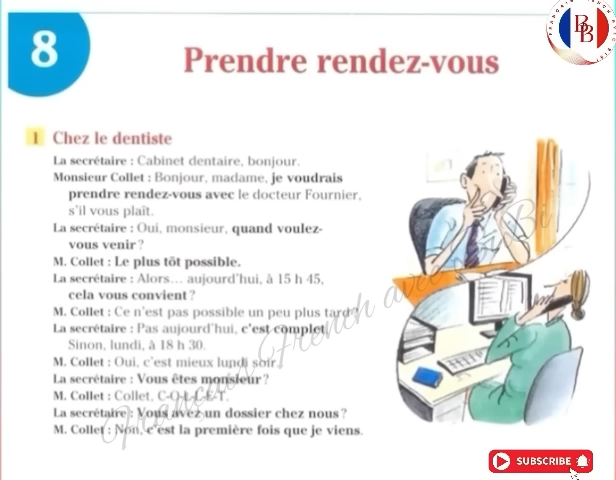 8
Prendre rendez-vous
1 Chez le dentiste
La secrétaire : Cabinet dentaire, bonjour.
Monsieur Collet : Bonjour, madame, je voudrais
prendre rendez-vous avec le docteur Fournier,
s'il vous plaît.
La secrétaire : Oui, monsieur, quand voulez-
vous venir ?
M. Collet : Le plus tôt possible.
La secrétaire : Alors... aujourd'hui, à 15 h 45,
cela vous convient ?
M. Collet : Ce n'est pas possible un peu plus tard ?
La secrétaire : Pas aujourd'hui, c'est complet.
Sinon, lundi, à 18 h 30.
M. Collet : Oui, c'est mieux lundi soir.
La secrétaire : Vous êtes monsieur ?
M. Collet : Collet, C-O-L-L-E-T.
La secrétaire : Vous avez un dossier chez nous ?
M. Collet : Non, c'est la première fois que je viens.
BB
SUBSCRIBE